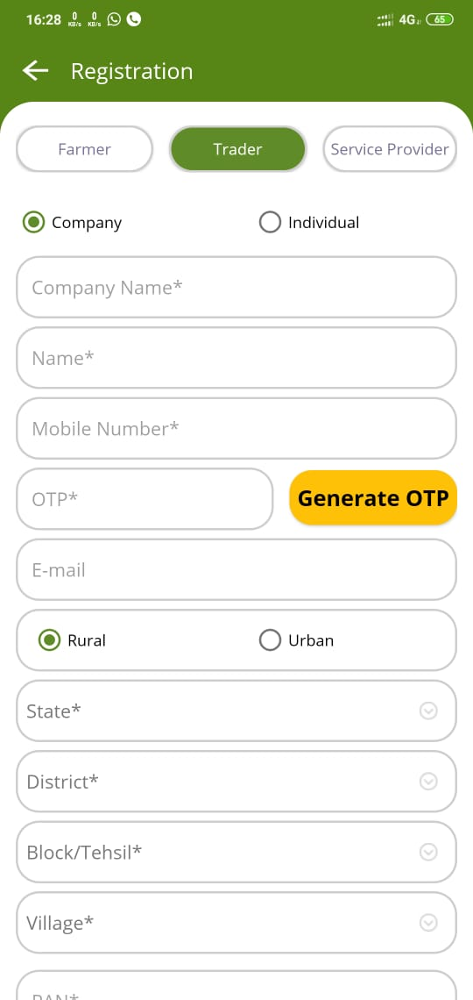 16:28 0 KB/s 0 KB/s 4G 65
Registration
Farmer Trader Service Provider
Company Individual
Company Name*
Name*
Mobile Number*
OTP* Generate OTP
E-mail
Rural Urban
State*
District*
Block/Tehsil*
Village*
PAN*